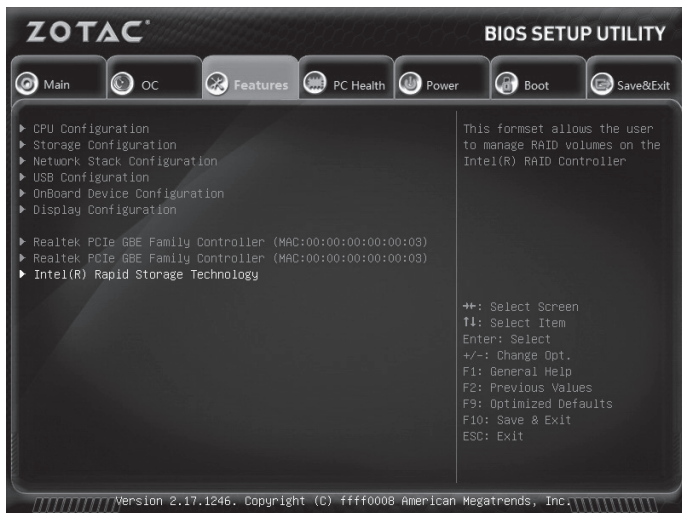 ZOTAC
BIOS SETUP UTILITY
Main OC Features PC Health Power Boot Save&Exit
CPU Configuration
Storage Configuration
Network Stack Configuration
USB Configuration
OnBoard Device Configuration
Display Configuration
Realtek PCIe GBE Family Controller (MAC:00:00:00:00:00:03)
Realtek PCIe GBE Family Controller (MAC:00:00:00:00:00:03)
Intel(R) Rapid Storage Technology
This formset allows the user
to manage RAID volumes on the
Intel(R) RAID Controller
→←: Select Screen
↑↓: Select Item
Enter: Select
+/-: Change Opt.
F1: General Help
F2: Previous Values
F9: Optimized Defaults
F10: Save & Exit
ESC: Exit
Version 2.17.1246. Copyright (C) ffff0008 American Megatrends, Inc.